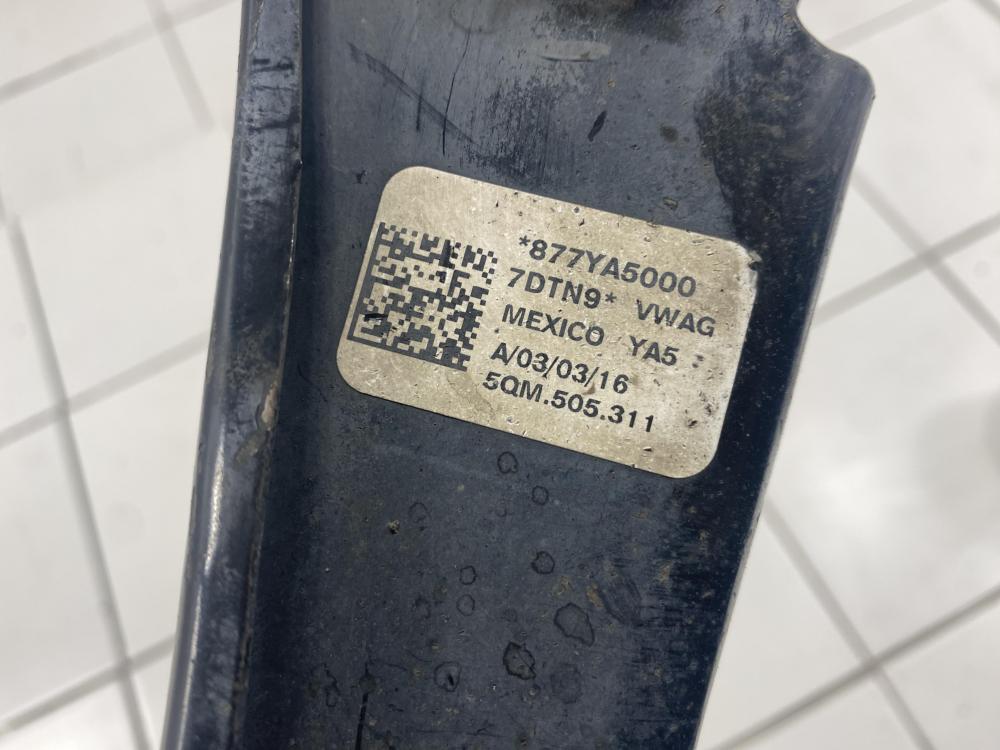 *877YA5000
7DTN9* VWAG
MEXICO YA5
A/03/03/16
5QM.505.311